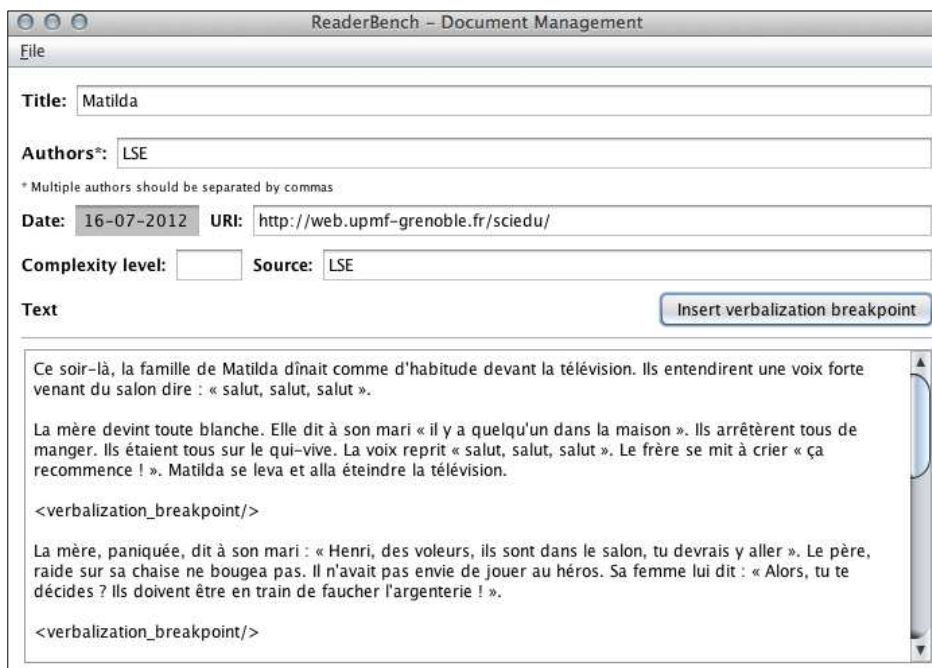 ReaderBench – Document Management
File
Title: Matilda
Authors*: LSE
* Multiple authors should be separated by commas
Date: 16-07-2012 URI: http://web.upmf-grenoble.fr/sciedu/
Complexity level: Source: LSE
Text Insert verbalization breakpoint
Ce soir-là, la famille de Matilda dînait comme d'habitude devant la télévision. Ils entendirent une voix forte
venant du salon dire : « salut, salut, salut ».
La mère devint toute blanche. Elle dit à son mari « il y a quelqu'un dans la maison ». Ils arrêtèrent tous de
manger. Ils étaient tous sur le qui-vive. La voix reprit « salut, salut, salut ». Le frère se mit à crier « ça
recommence ! ». Matilda se leva et alla éteindre la télévision.
<verbalization_breakpoint/>
La mère, paniquée, dit à son mari : « Henri, des voleurs, ils sont dans le salon, tu devrais y aller ». Le père,
raide sur sa chaise ne bougea pas. Il n'avait pas envie de jouer au héros. Sa femme lui dit : « Alors, tu te
décides ? Ils doivent être en train de faucher l'argenterie ! ».
<verbalization_breakpoint/>